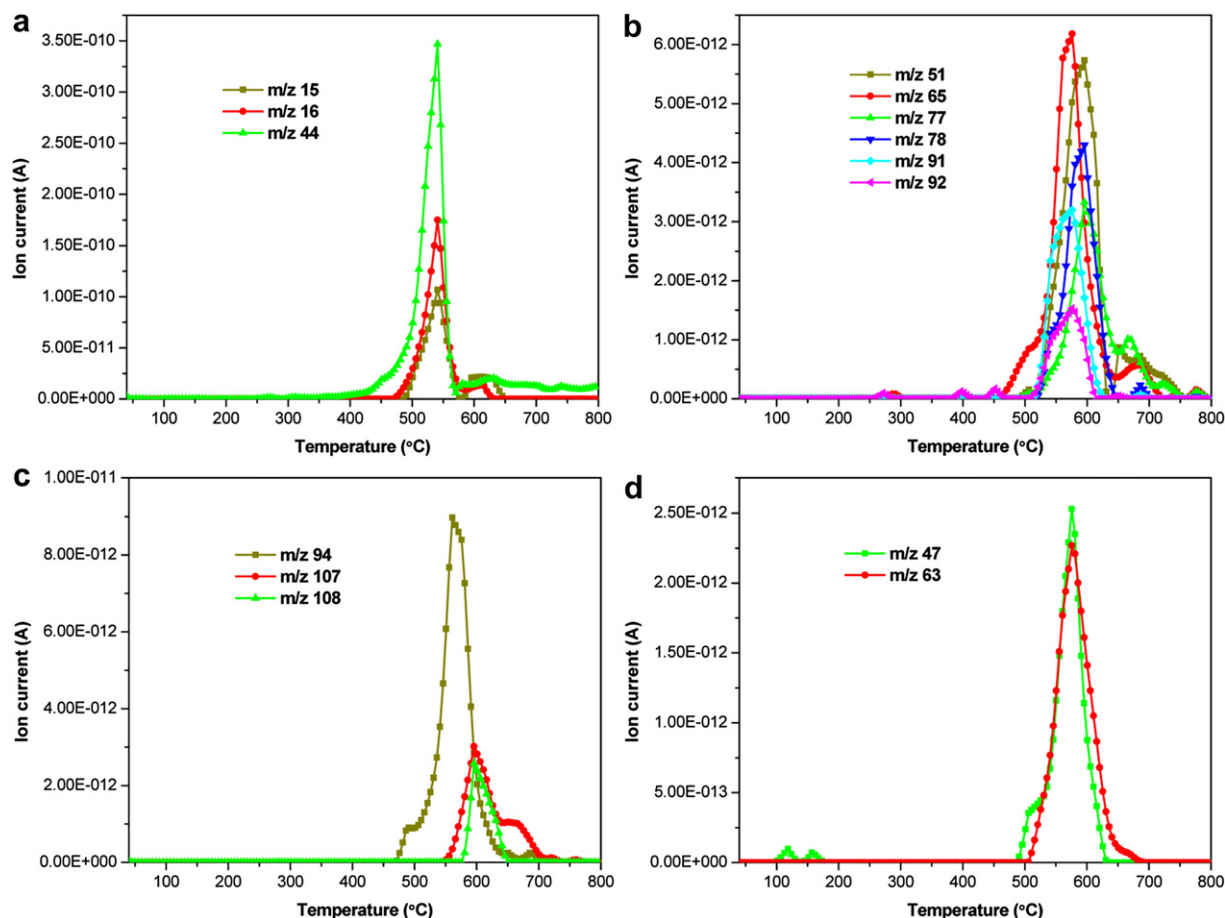 a
Ion current (A)
3.50E-010
3.00E-010
2.50E-010
2.00E-010
1.50E-010
1.00E-010
5.00E-011
0.00E+000
m/z 15
m/z 16
m/z 44
100 200 300 400 500 600 700 800
Temperature (°C)
b
Ion current (A)
6.00E-012
5.00E-012
4.00E-012
3.00E-012
2.00E-012
1.00E-012
0.00E+000
m/z 51
m/z 65
m/z 77
m/z 78
m/z 91
m/z 92
100 200 300 400 500 600 700 800
Temperature (°C)
c
Ion current (A)
1.00E-011
8.00E-012
6.00E-012
4.00E-012
2.00E-012
0.00E+000
m/z 94
m/z 107
m/z 108
100 200 300 400 500 600 700 800
Temperature (°C)
d
Ion current (A)
2.50E-012
2.00E-012
1.50E-012
1.00E-012
5.00E-013
0.00E+000
m/z 47
m/z 63
100 200 300 400 500 600 700 800
Temperature (°C)